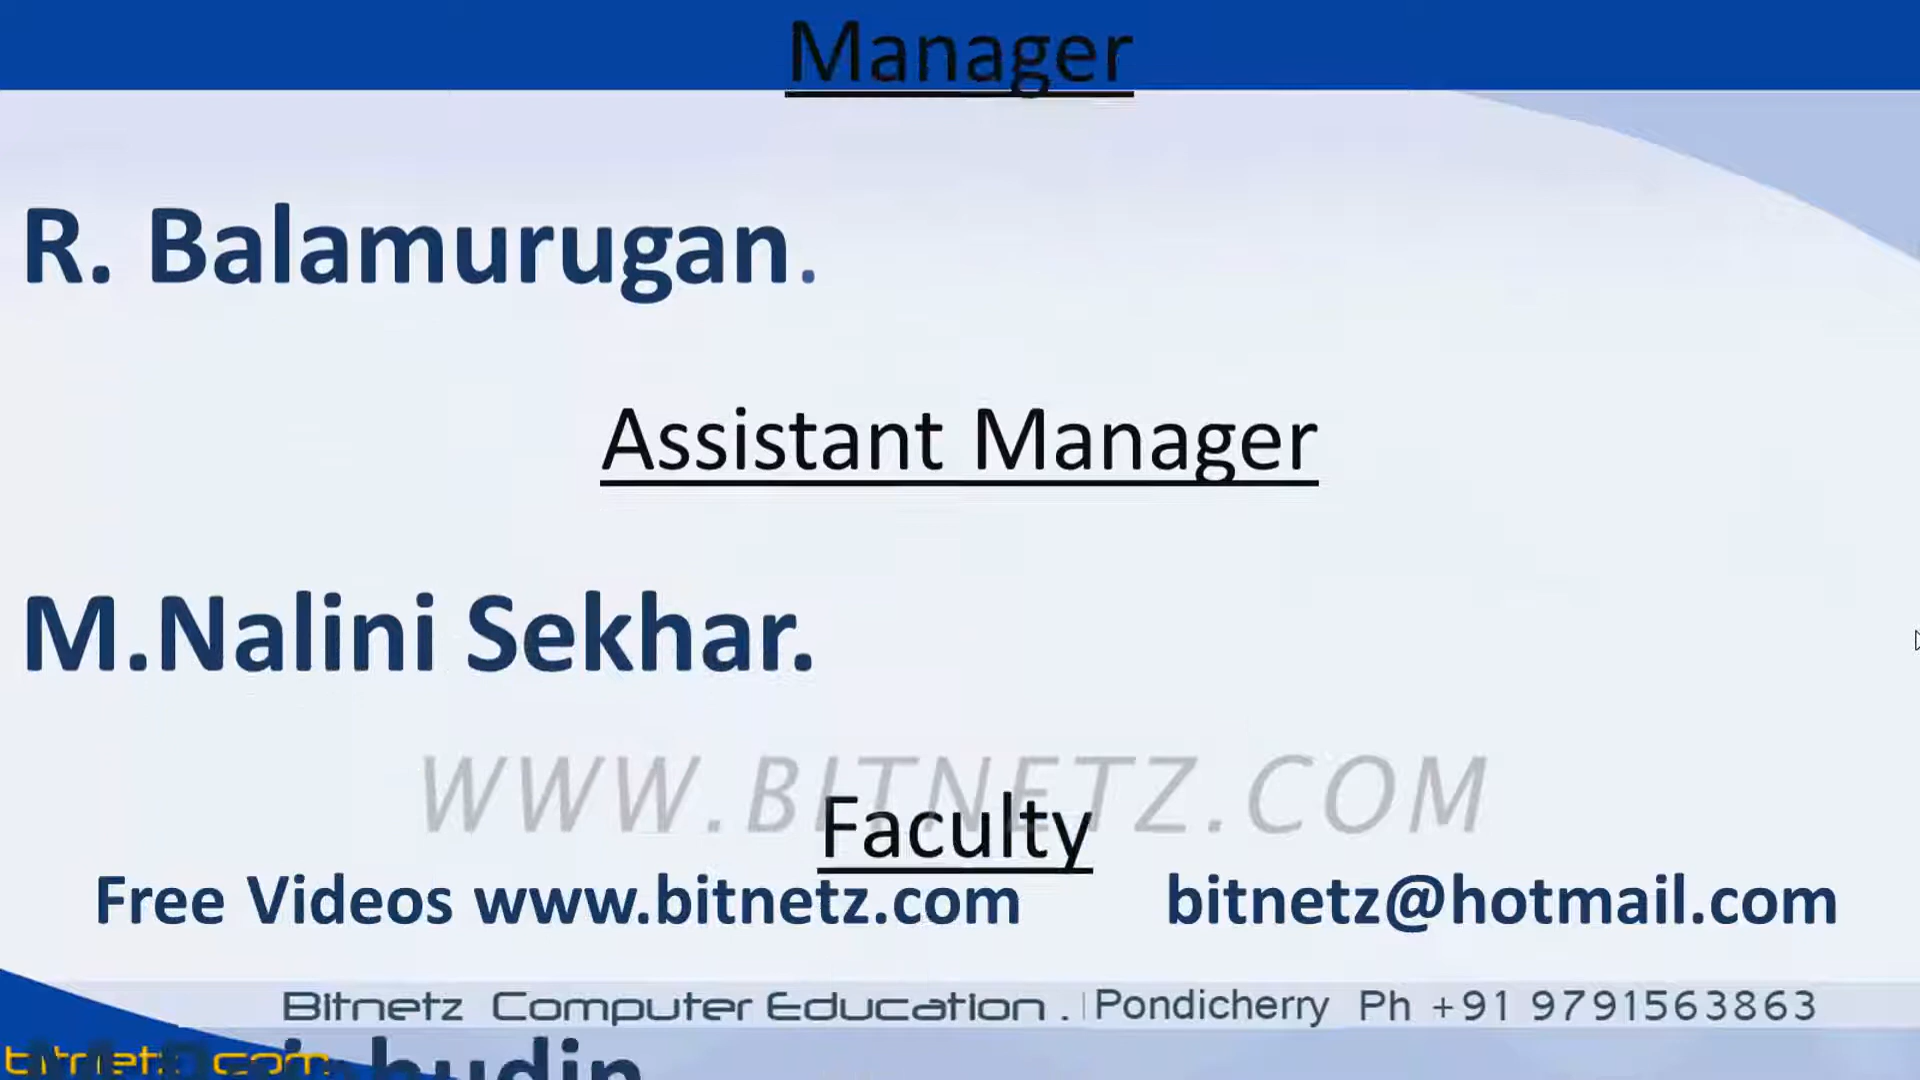 Manager
R. Balamurugan.
Assistant Manager
M.Nalini Sekhar.
WWW.BITNETZ.COM
Faculty
Free Videos www.bitnetz.com bitnetz@hotmail.com
Bitnetz Computer Education . Pondicherry Ph +91 9791563863